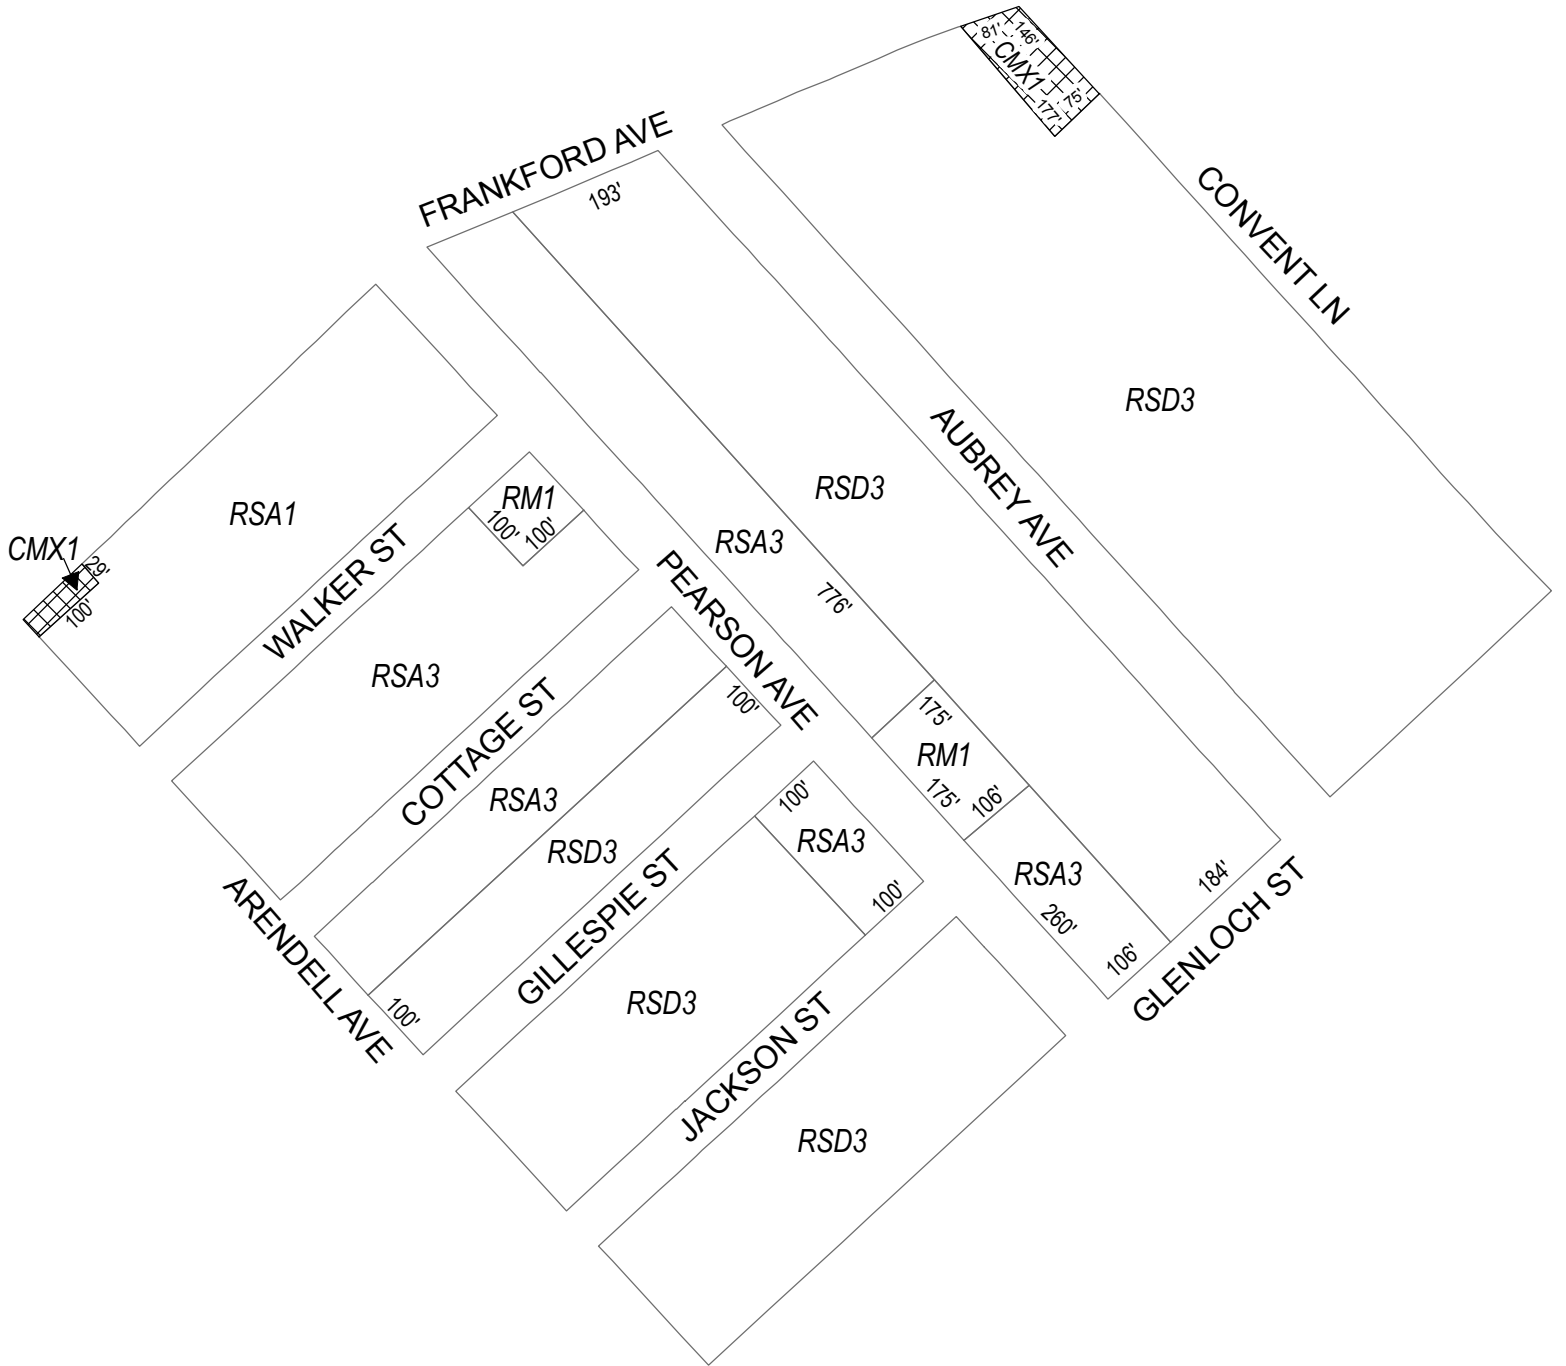 81'
146'
CMX1
177'
75'
FRANKFORD AVE
193'
CONVENT LN
RSD3
AUBREY AVE
RSD3
RSA3
776'
RSA1
CMX1
29'
100'
WALKER ST
RM1
100'
100'
RSA3
PEARSON AVE
COTTAGE ST
100'
RSA3
RSD3
175'
RM1
175'
106'
100'
RSA3
100'
RSA3
260'
106'
184'
GLENLOCH ST
ARENDELL AVE
100'
GILLESPIE ST
RSD3
JACKSON ST
RSD3